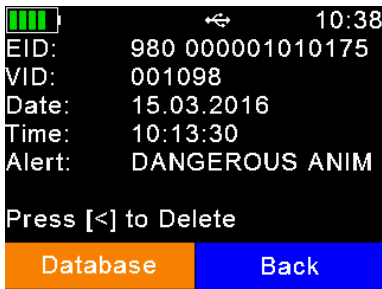 10:38
EID: 980 000001010175
VID: 001098
Date: 15.03.2016
Time: 10:13:30
Alert: DANGEROUS ANIM
Press [<] to Delete
Database Back